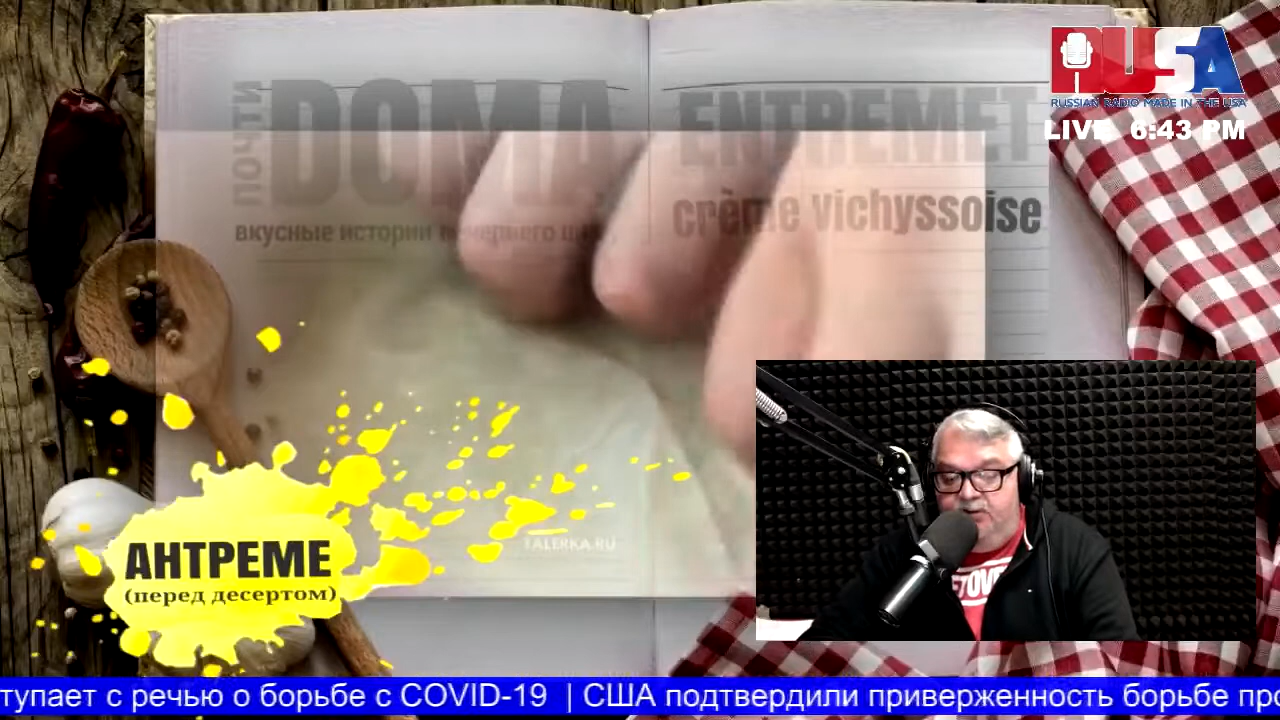 RUSA
RUSSIAN RADIO MADE IN THE USA
LIVE 6:43 PM
ПОЧТИ
DOMA
вкусные истории
ENTREMET
crème vichyssoise
TALERKA.RU
АНТРЕМЕ
(перед десертом)
тупает с речью о борьбе с COVID-19 | США подтвердили приверженность борьбе про